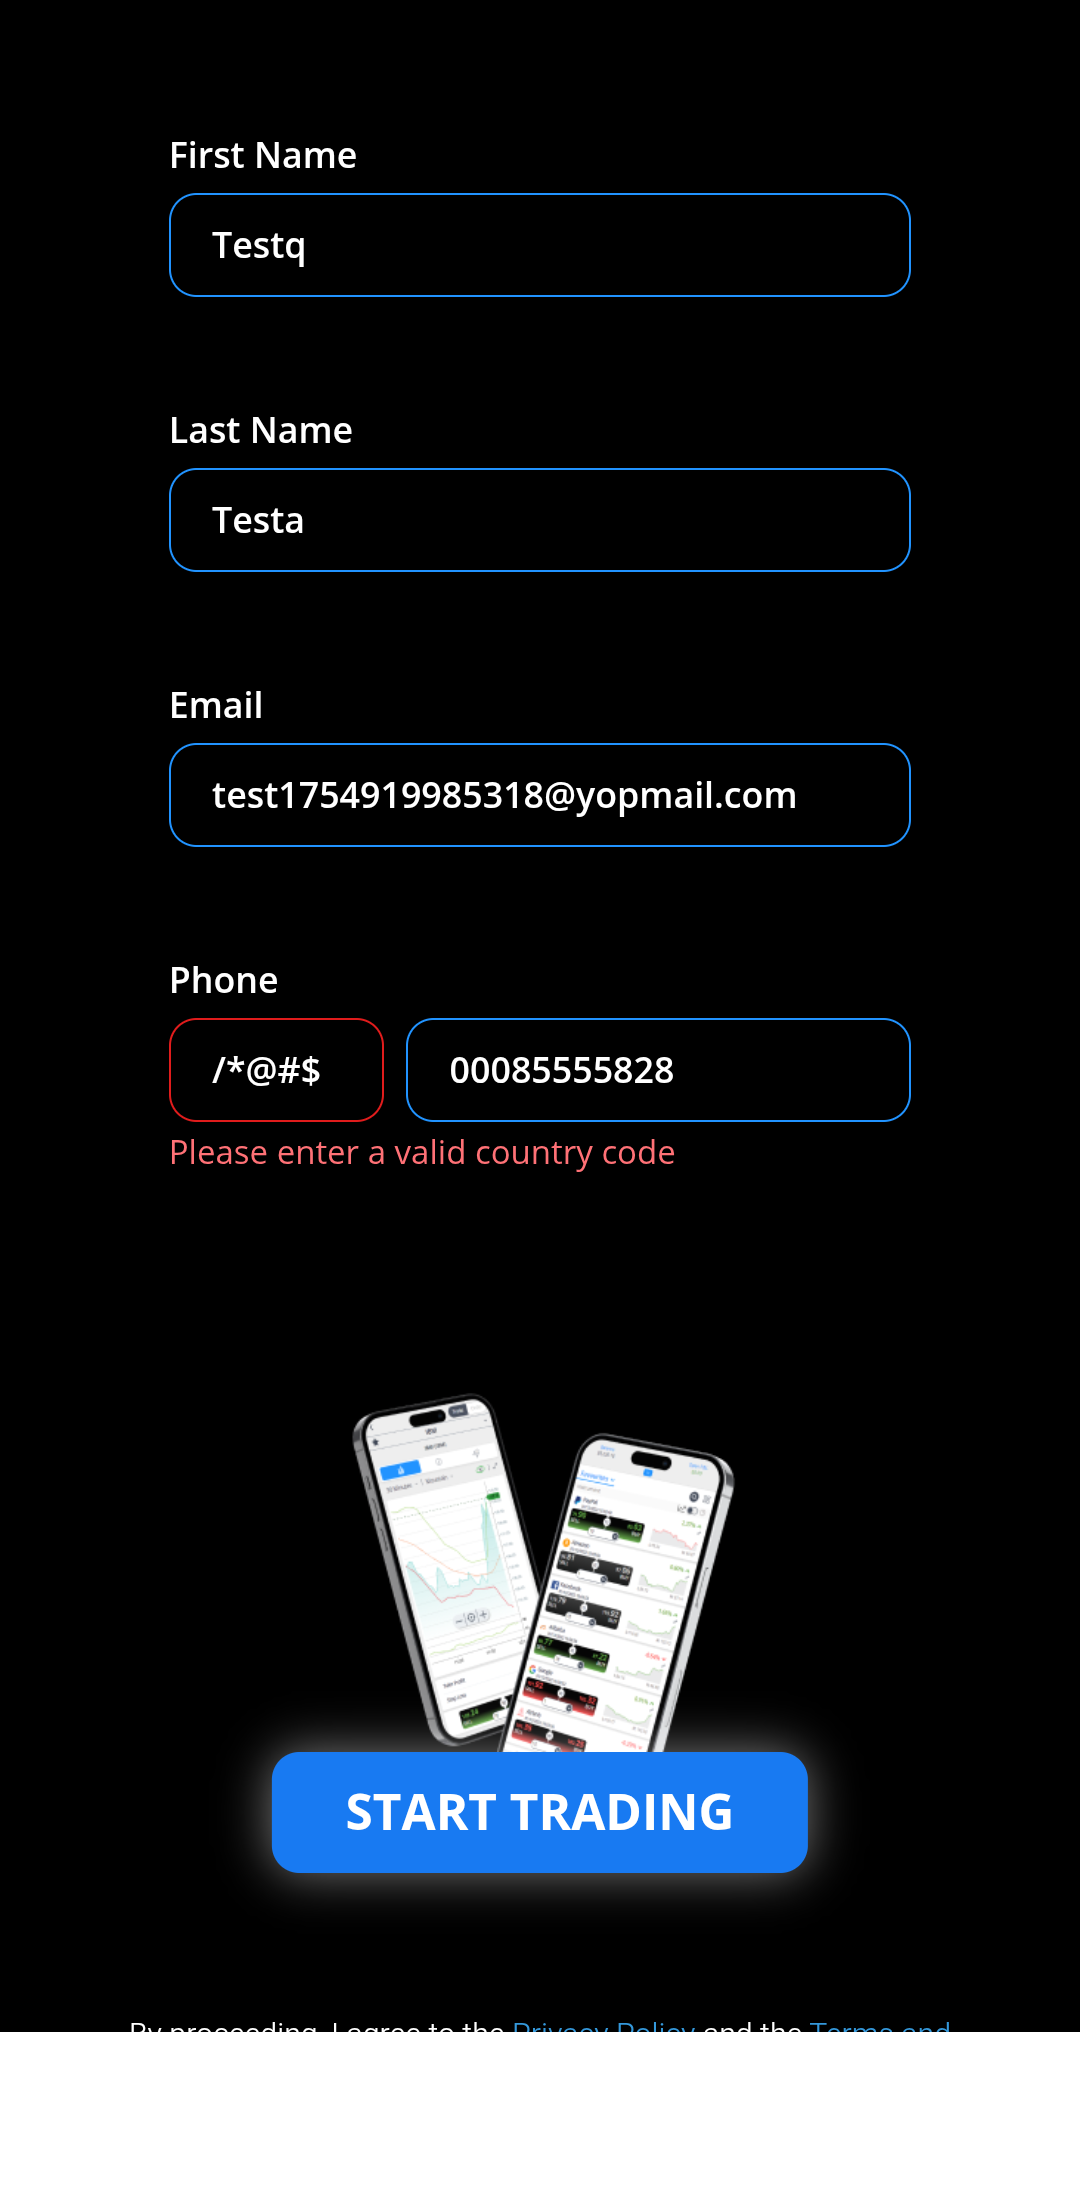 First Name
Testq
Last Name
Testa
Email
test1754919985318@yopmail.com
Phone
/*@#$
00085555828
Please enter a valid country code
START TRADING
By proceeding, I agree to the Privacy Policy and the Terms and